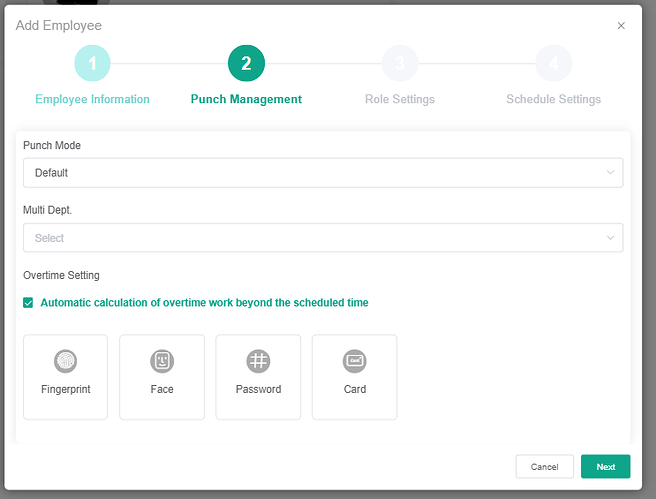 Add Employee
×
1
2
3
4
Employee Information
Punch Management
Role Settings
Schedule Settings
Punch Mode
Default
Multi Dept.
Select
Overtime Setting
Automatic calculation of overtime work beyond the scheduled time
Fingerprint
Face
Password
Card
Cancel
Next